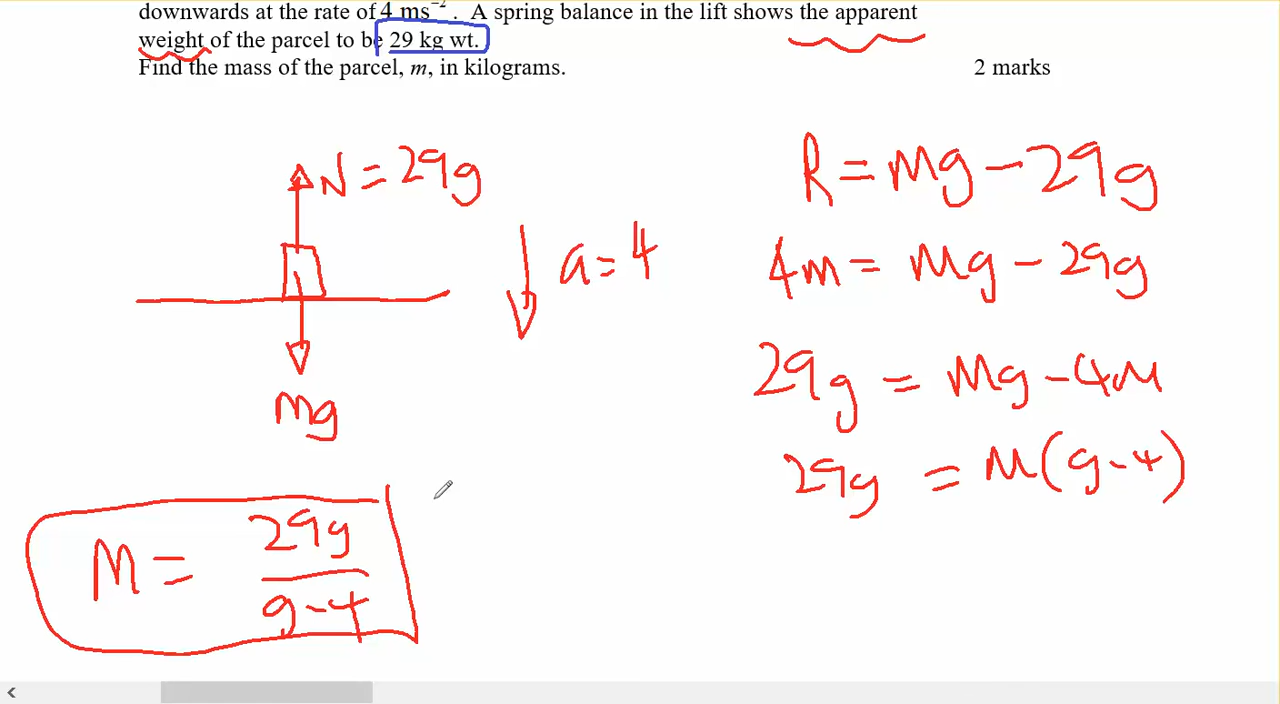 downwards at the rate of 4 ms⁻². A spring balance in the lift shows the apparent
weight of the parcel to be 29 kg wt.
Find the mass of the parcel, m, in kilograms. 2 marks
N = 29g
a = 4
mg
M = 29g / g-4
R = Mg - 29g
4m = Mg - 29g
29g = Mg - 4M
29g = M(g-4)